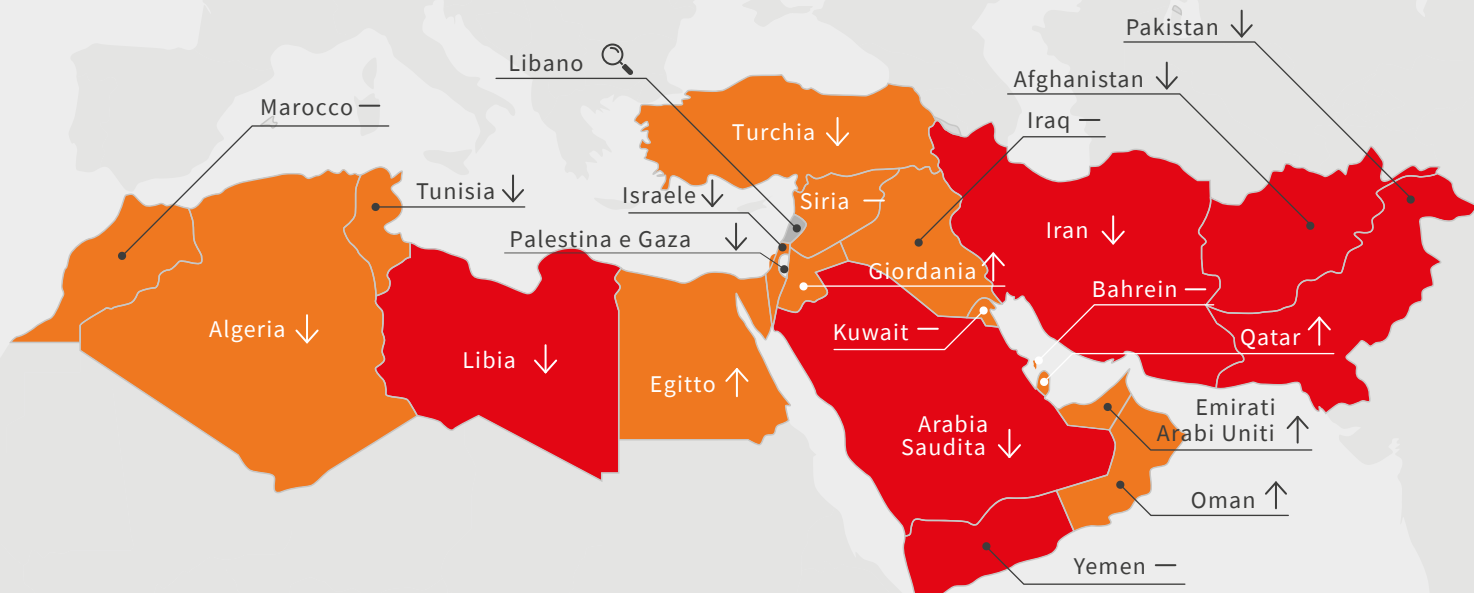 Pakistan ↓
Libano
Afghanistan ↓
Marocco —
Iraq —
Turchia ↓
Tunisia ↓
Israele ↓
Siria —
Iran ↓
Palestina e Gaza ↓
Giordania ↑
Bahrein —
Algeria ↓
Kuwait —
Qatar ↑
Libia ↓
Egitto ↑
Emirati
Arabi Uniti ↑
Arabia
Saudita ↓
Oman ↑
Yemen —